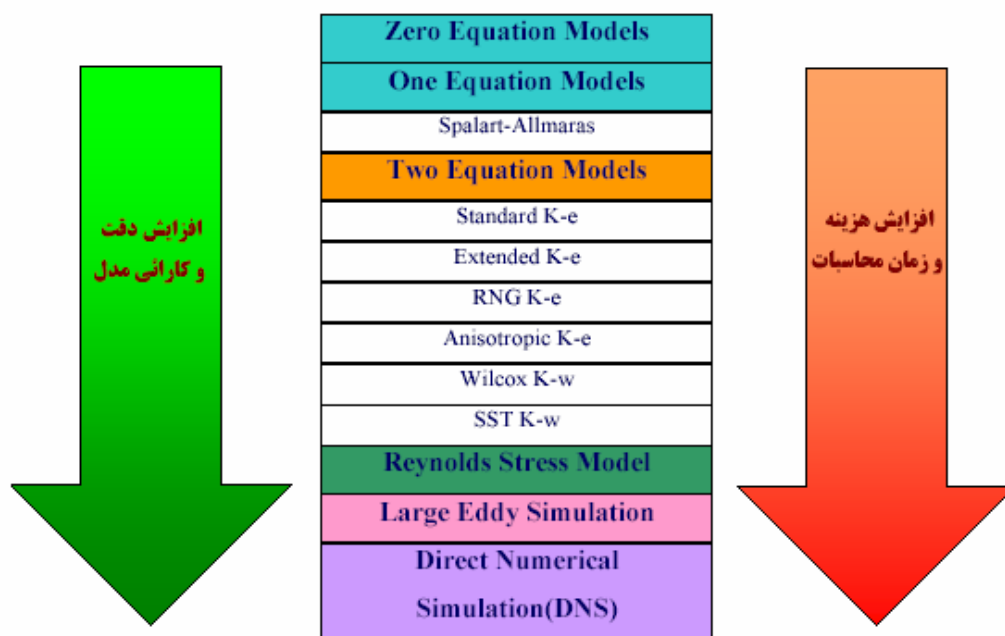 Zero Equation Models
One Equation Models
Spalart-Allmaras
Two Equation Models
Standard K-e
Extended K-e
RNG K-e
Anisotropic K-e
Wilcox K-w
SST K-w
Reynolds Stress Model
Large Eddy Simulation
Direct Numerical
Simulation(DNS)
افزایش دقت
و کارائی مدل
افزایش هزینه
و زمان محاسبات